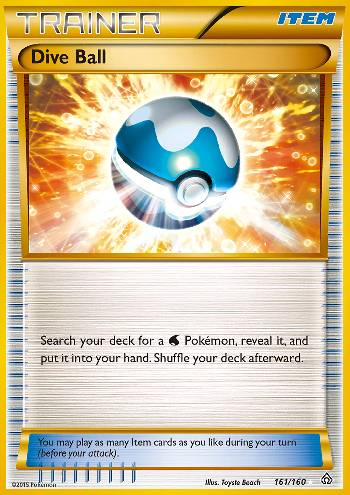 TRAINER ITEM
Dive Ball
Search your deck for a Pokémon, reveal it, and
put it into your hand. Shuffle your deck afterward.
You may play as many Item cards as you like during your turn
(before your attack).
©2015 Pokémon Illus. Toyste Beach 161/160